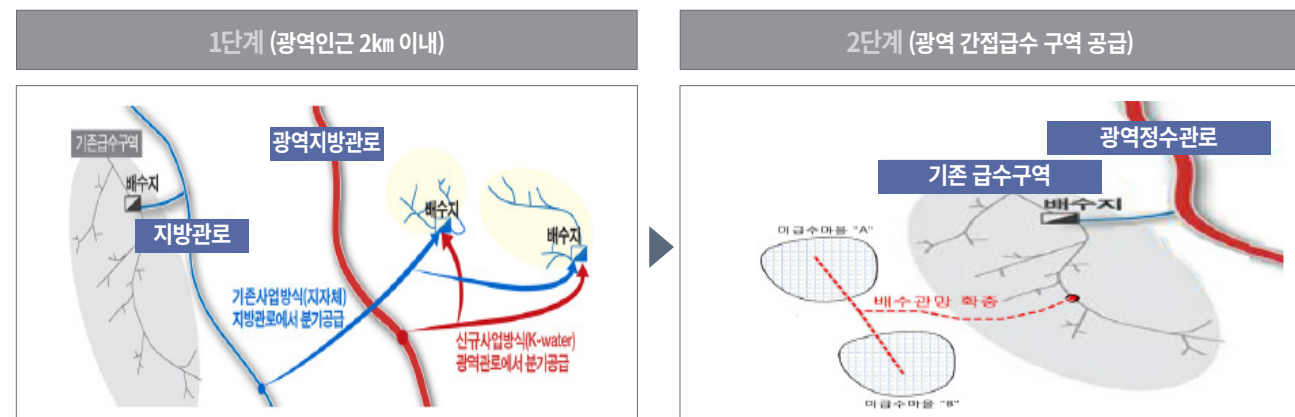 1단계 (광역인근 2㎞ 이내)
기존급수구역
배수지
지방관로
광역지방관로
배수지
배수지
기존사업방식(지자체)
지방관로에서 분기공급
신규사업방식(K-water)
광역관로에서 분기공급
2단계 (광역 간접급수 구역 공급)
광역정수관로
기존 급수구역
배수지
미급수마을 "A"
배수관망 확충
미급수마을 "B"